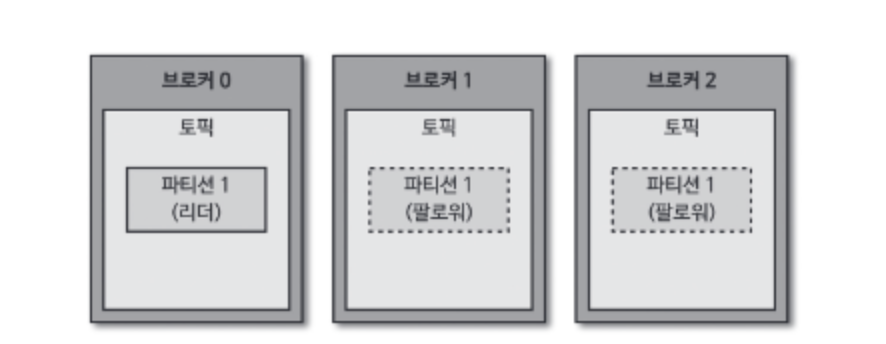 브로커 0
토픽
파티션 1
(리더)
브로커 1
토픽
파티션 1
(팔로워)
브로커 2
토픽
파티션 1
(팔로워)